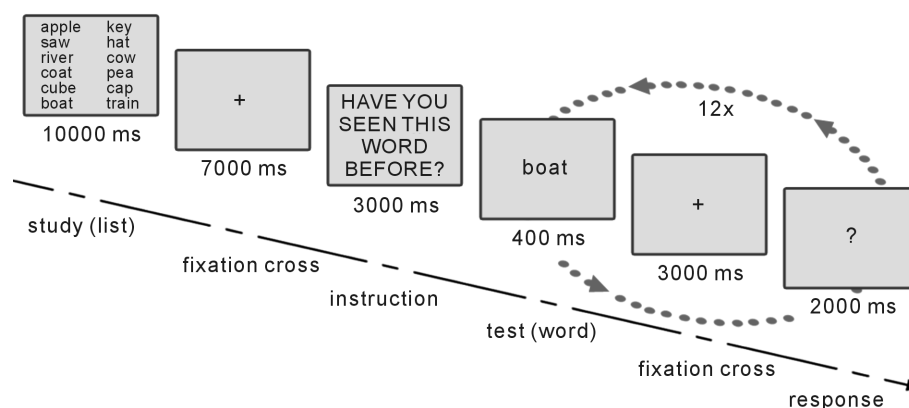 apple key
saw hat
river cow
coat pea
cube cap
boat train
10000 ms
study (list)
+
7000 ms
fixation cross
HAVE YOU
SEEN THIS
WORD
BEFORE?
3000 ms
instruction
boat
400 ms
test (word)
+
3000 ms
fixation cross
?
2000 ms
response
12x